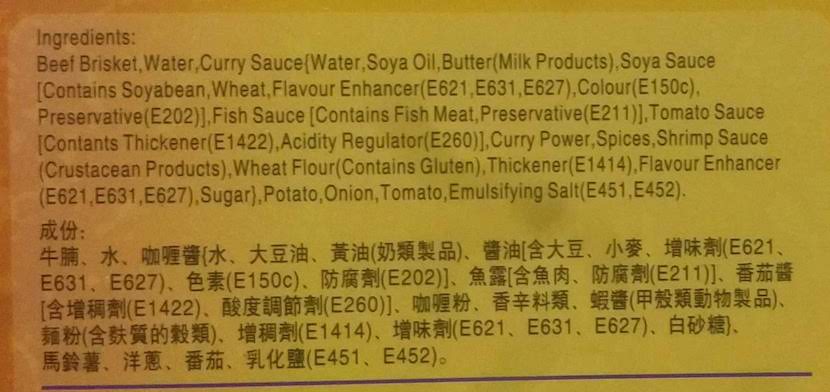 Ingredients:
Beef Brisket,Water,Curry Sauce{Water,Soya Oil,Butter(Milk Products),Soya Sauce
[Contains Soyabean,Wheat,Flavour Enhancer(E621,E631,E627),Colour(E150c),
Preservative(E202)],Fish Sauce [Contains Fish Meat,Preservative(E211)],Tomato Sauce
[Contants Thickener(E1422),Acidity Regulator(E260)],Curry Power,Spices,Shrimp Sauce
(Crustacean Products),Wheat Flour(Contains Gluten),Thickener(E1414),Flavour Enhancer
(E621,E631,E627),Sugar},Potato,Onion,Tomato,Emulsifying Salt(E451,E452).
成份:
牛腩、水、咖喱醬{水、大豆油、黃油(奶類製品)、醬油[含大豆、小麥、增味劑(E621、
E631、E627)、色素(E150c)、防腐劑(E202)]、魚露[含魚肉、防腐劑(E211)]、番茄醬
[含增稠劑(E1422)、酸度調節劑(E260)]、咖喱粉、香辛料類、蝦醬(甲殼類動物製品)、
麵粉(含麩質的穀類)、增稠劑(E1414)、增味劑(E621、E631、E627)、白砂糖}、
馬鈴薯、洋蔥、番茄、乳化鹽(E451、E452)。